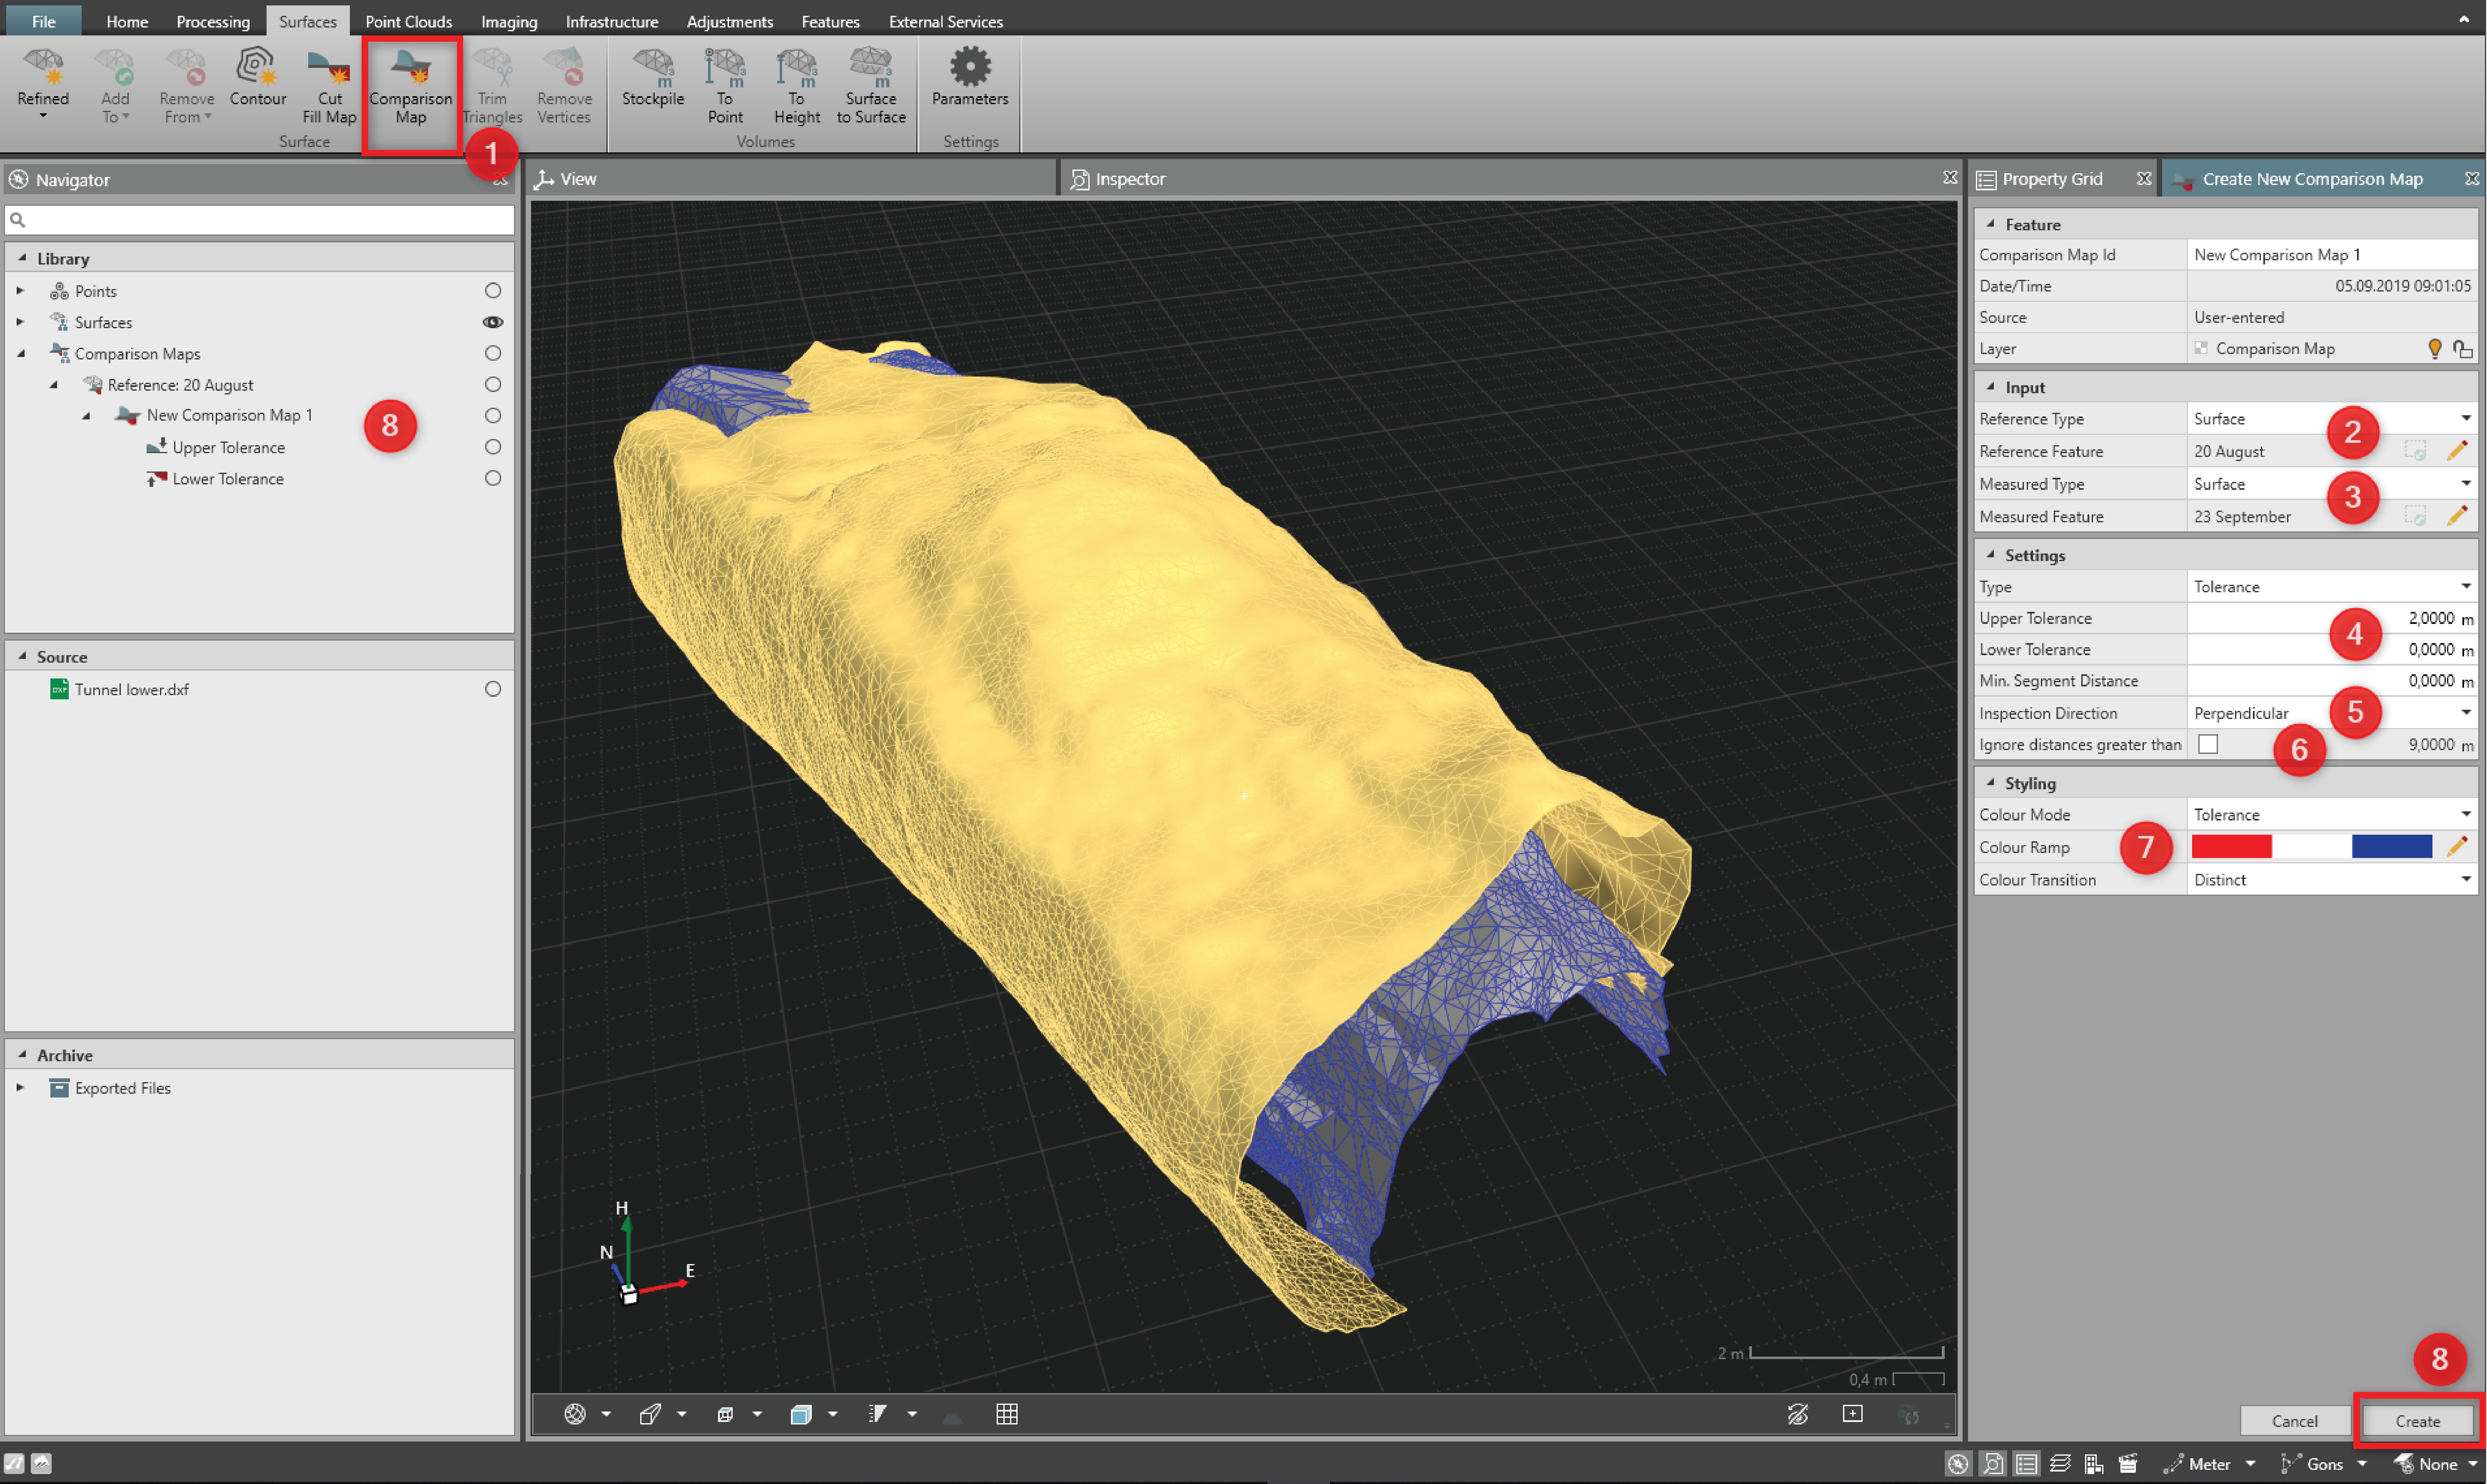 File Home Processing Surfaces Point Clouds Imaging Infrastructure Adjustments Features External Services
Refined Add To Remove From Contour Cut Fill Map Comparison Map Trim Triangles Remove Vertices Stockpile To Point To Height Surface to Surface Parameters
Surface Volumes Settings
1
Navigator View Inspector Property Grid Create New Comparison Map
Library
Points
Surfaces
Comparison Maps
Reference: 20 August
New Comparison Map 1
8
Upper Tolerance
Lower Tolerance
Source
DXF Tunnel lower.dxf
Archive
Exported Files
H
N
E
2 m
0,4 m
Feature
Comparison Map Id New Comparison Map 1
Date/Time 05.09.2019 09:01:05
Source User-entered
Layer Comparison Map
Input
Reference Type Surface
2
Reference Feature 20 August
Measured Type Surface
3
Measured Feature 23 September
Settings
Type Tolerance
Upper Tolerance 2,0000 m
4
Lower Tolerance 0,0000 m
Min. Segment Distance 0,0000 m
Inspection Direction Perpendicular 5
Ignore distances greater than 6 9,0000 m
Styling
Colour Mode Tolerance
Colour Ramp 7
Colour Transition Distinct
8
Cancel Create
Meter Gons None